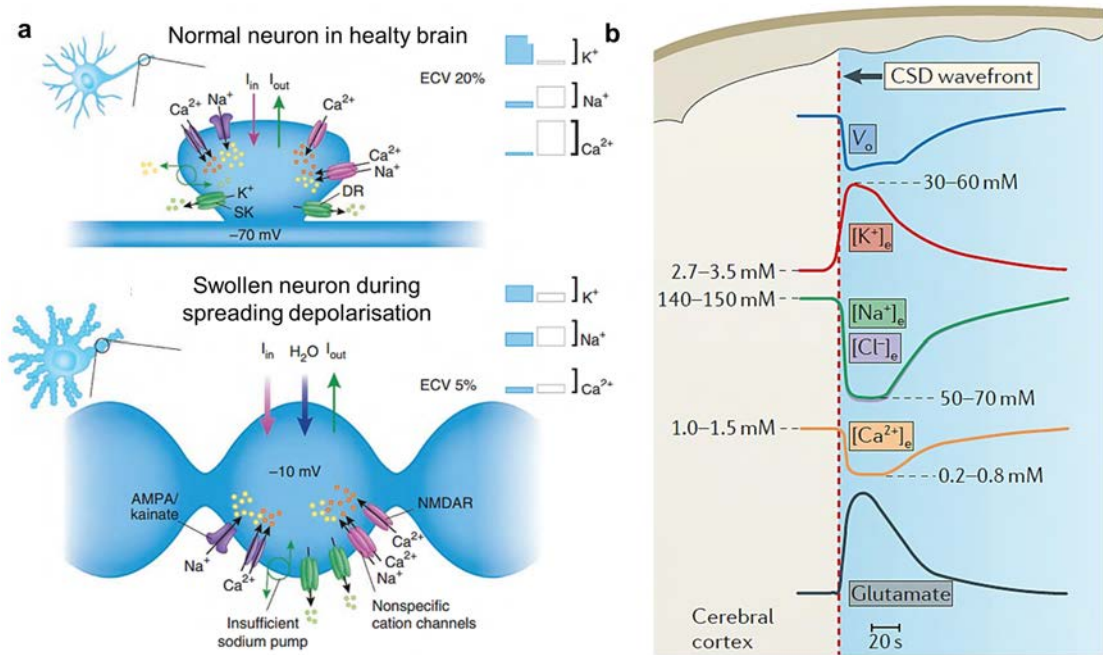 a
Normal neuron in healty brain
ECV 20%
K+
Na+
Ca2+
Iin
Iout
Na+
Ca2+
Ca2+
Ca2+
Na+
K+
SK
DR
–70 mV
Swollen neuron during
spreading depolarisation
ECV 5%
K+
Na+
Ca2+
Iin
H2O
Iout
–10 mV
AMPA/
kainate
NMDAR
Na+
Ca2+
Ca2+
Ca2+
Na+
Insufficient
sodium pump
Nonspecific
cation channels
b
CSD wavefront
Vo
30–60 mM
[K+]e
2.7–3.5 mM
140–150 mM
[Na+]e
[Cl–]e
50–70 mM
1.0–1.5 mM
[Ca2+]e
0.2–0.8 mM
Glutamate
Cerebral
cortex
20 s